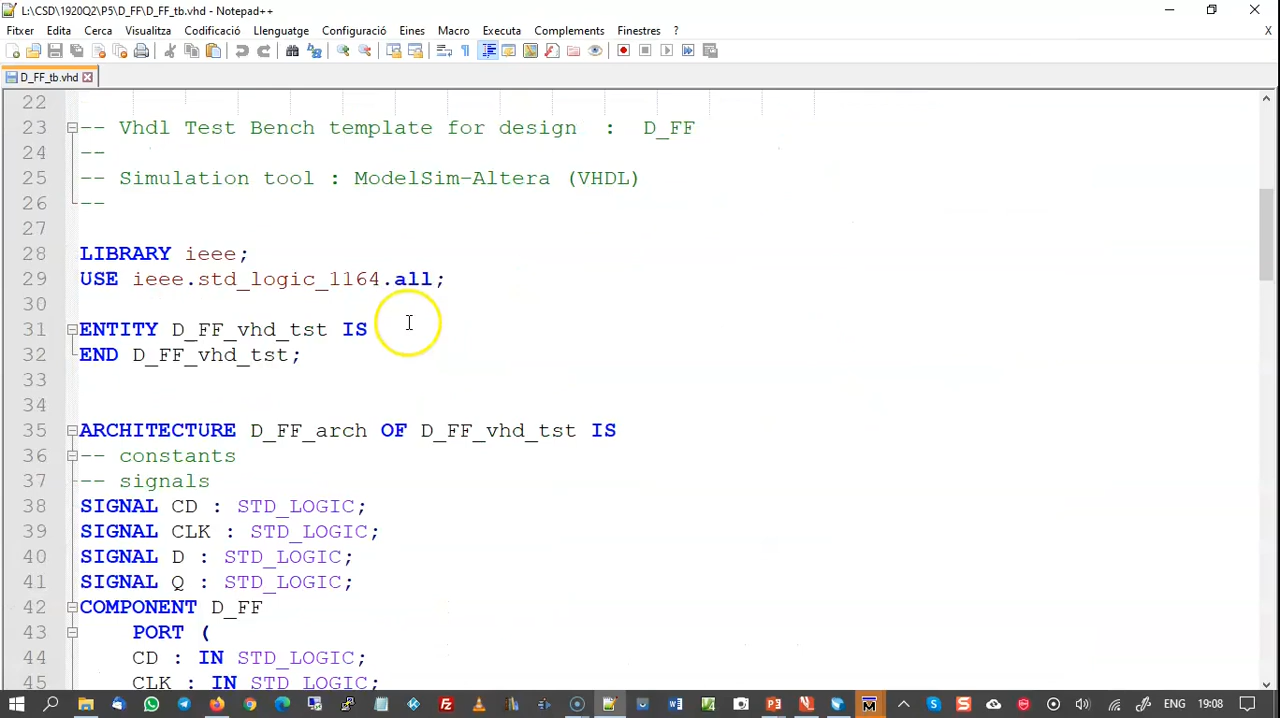 L:\CSD\1920Q2\P5\D_FF\D_FF_tb.vhd - Notepad++
Fitxer Edita Cerca Visualitza Codificació Llenguatge Configuració Eines Macro Executa Complements Finestres ? X
D_FF_tb.vhd
22
23 -- Vhdl Test Bench template for design : D_FF
24 --
25 -- Simulation tool : ModelSim-Altera (VHDL)
26 --
27
28 LIBRARY ieee;
29 USE ieee.std_logic_1164.all;
30
31 ENTITY D_FF_vhd_tst IS
32 END D_FF_vhd_tst;
33
34
35 ARCHITECTURE D_FF_arch OF D_FF_vhd_tst IS
36 -- constants
37 -- signals
38 SIGNAL CD : STD_LOGIC;
39 SIGNAL CLK : STD_LOGIC;
40 SIGNAL D : STD_LOGIC;
41 SIGNAL Q : STD_LOGIC;
42 COMPONENT D_FF
43 PORT (
44 CD : IN STD_LOGIC;
45 CLK : IN STD_LOGIC;
ENG 19:08